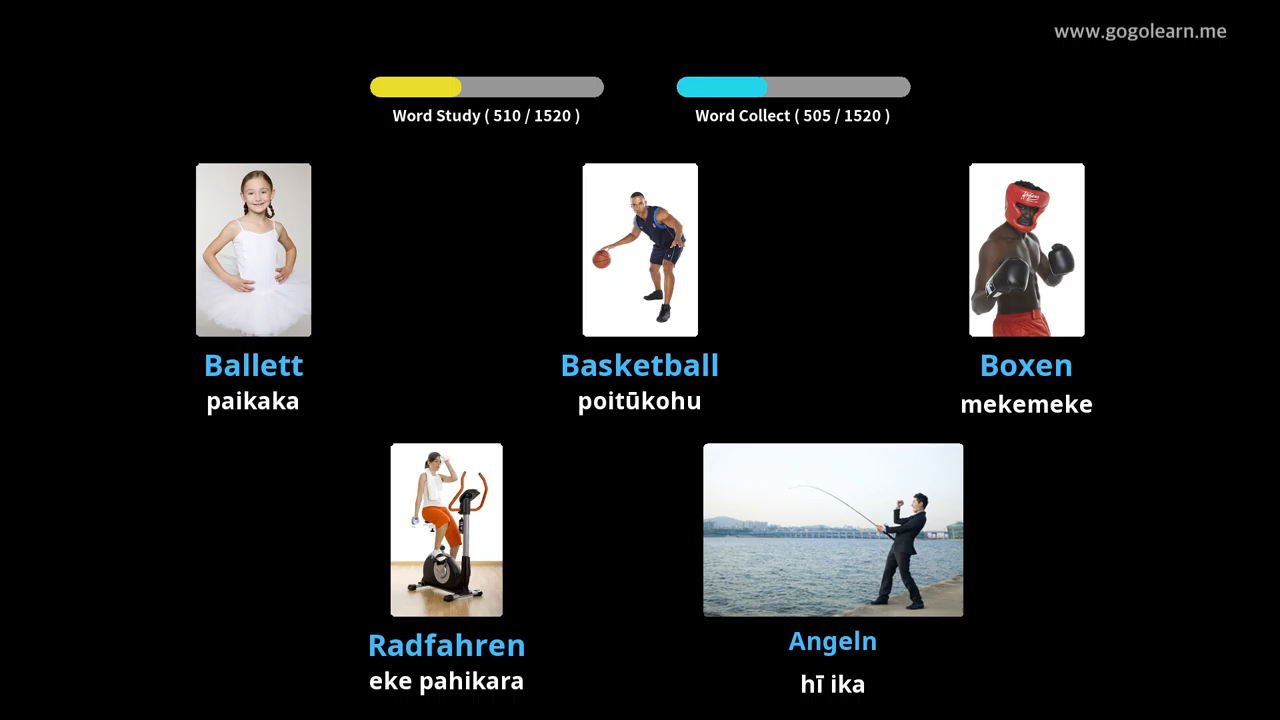 www.gogolearn.me
Word Study ( 510 / 1520 )
Word Collect ( 505 / 1520 )
Ballett
paikaka
Basketball
poitūkohu
Boxen
mekemeke
Radfahren
eke pahikara
Angeln
hī ika